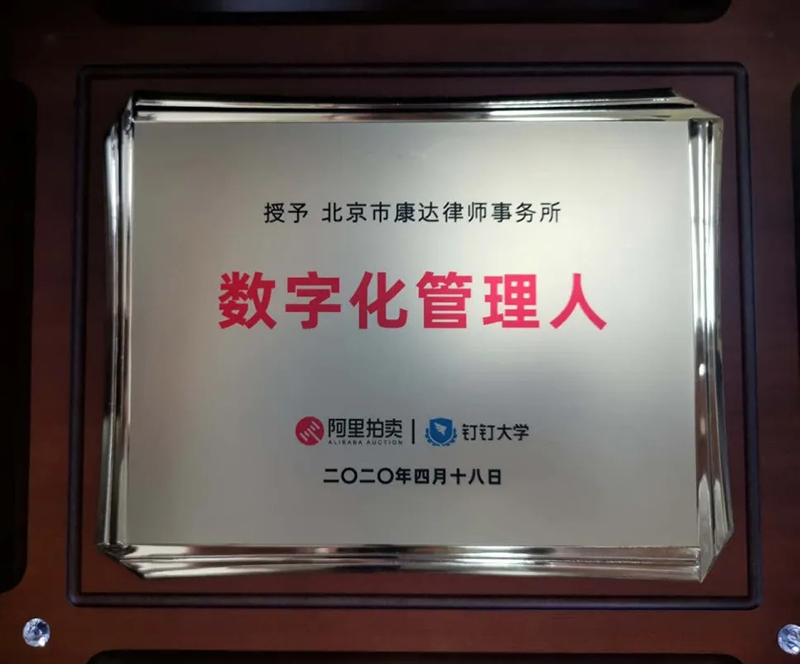 授予 北京市康达律师事务所
数字化管理人
阿里拍卖 | 钉钉大学
ALIBABA AUCTION
二〇二〇年四月十八日